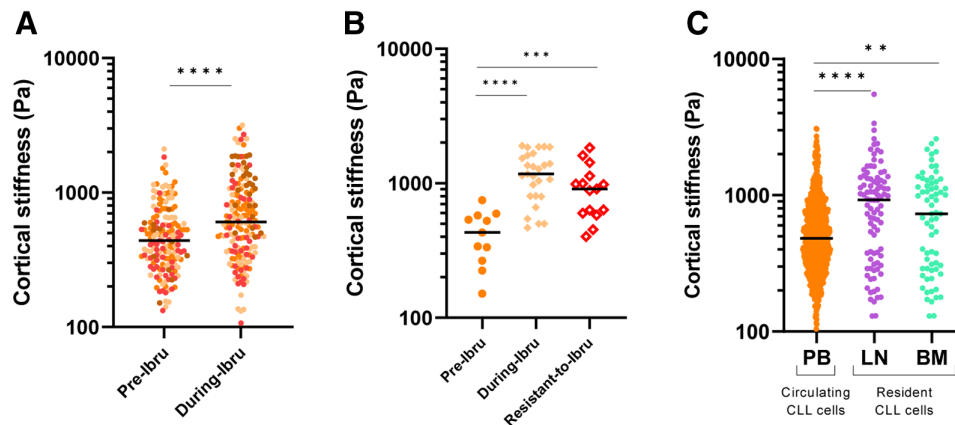 A
Cortical stiffness (Pa)
10000
1000
100
****
Pre-Ibru
During-Ibru
B
Cortical stiffness (Pa)
10000
1000
100
***
****
Pre-Ibru
During-Ibru
Resistant-to-Ibru
C
Cortical stiffness (Pa)
10000
1000
100
**
****
PB LN BM
Circulating Resident
CLL cells CLL cells